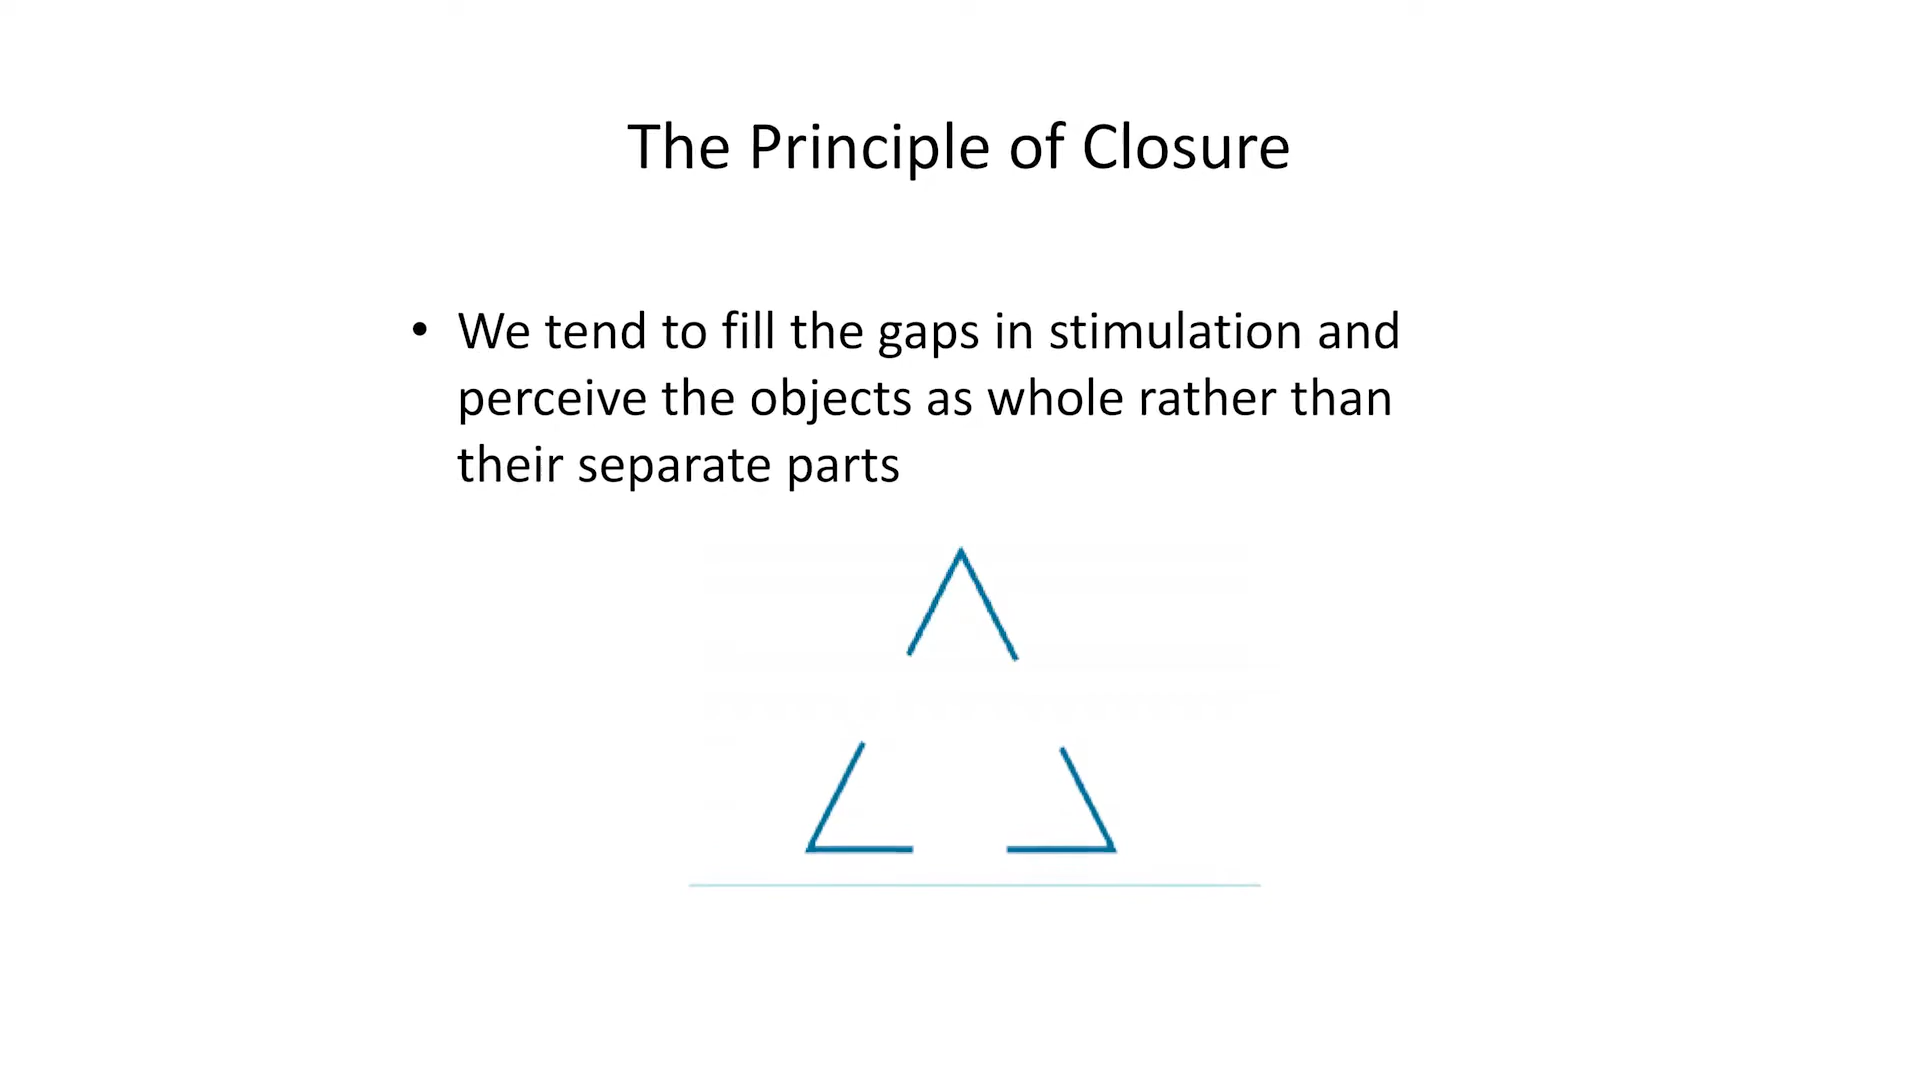 The Principle of Closure
• We tend to fill the gaps in stimulation and
perceive the objects as whole rather than
their separate parts